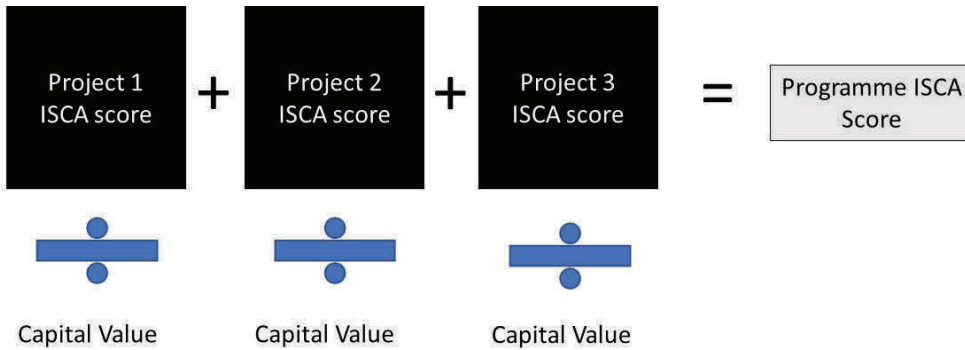 Project 1
ISCA score
+
Project 2
ISCA score
+
Project 3
ISCA score
=
Programme ISCA
Score
Capital Value
Capital Value
Capital Value